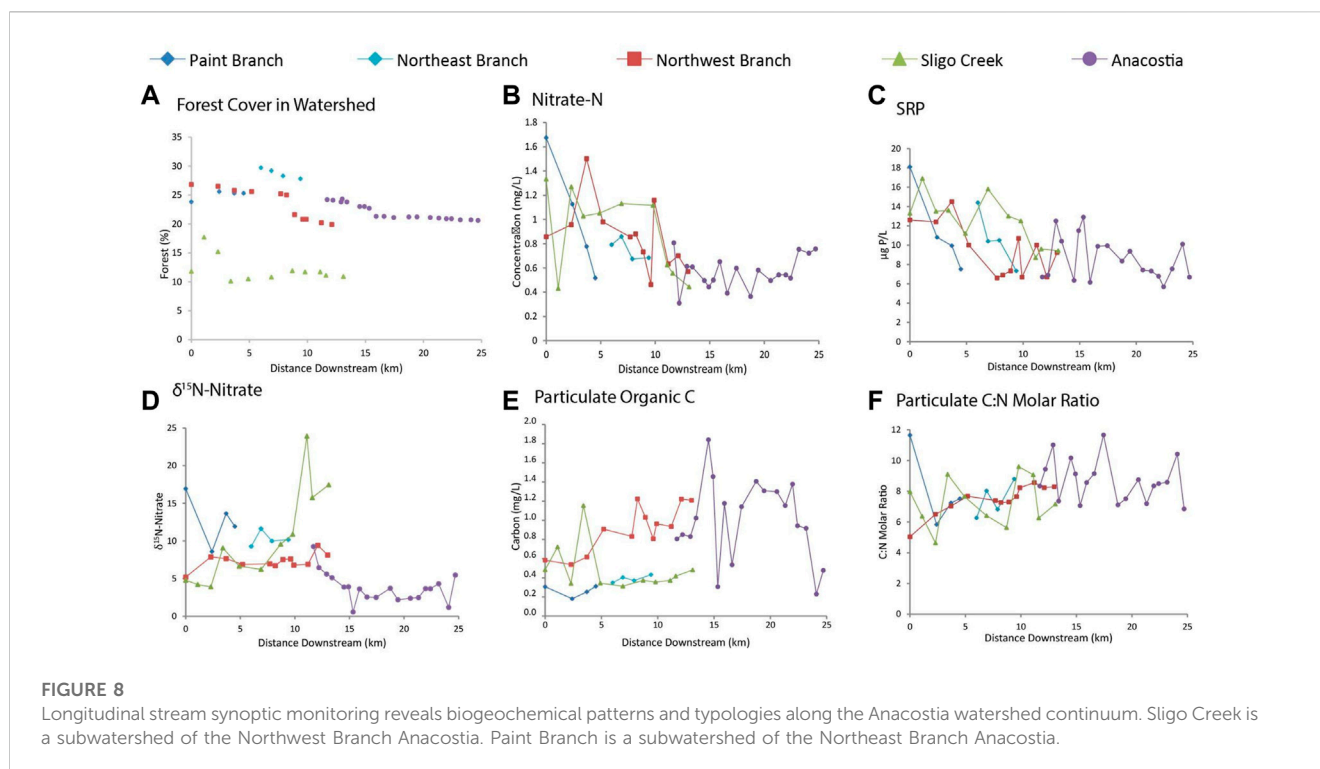 Paint Branch Northeast Branch Northwest Branch Sligo Creek Anacostia
A Forest Cover in Watershed
Forest (%)
35
30
25
20
15
10
5
0
0 5 10 15 20 25
Distance Downstream (km)
B Nitrate-N
Concentra☒on (mg/L)
1.8
1.6
1.4
1.2
1
0.8
0.6
0.4
0.2
0
0 5 10 15 20 25
Distance Downstream (km)
C SRP
µg P/L
20
18
16
14
12
10
8
6
4
2
0
0 5 10 15 20 25
Distance Downstream (km)
D δ¹⁵N-Nitrate
δ¹⁵N-Nitrate
25
20
15
10
5
0
0 5 10 15 20 25
Distance Downstream (km)
E Particulate Organic C
Carbon (mg/L)
2.0
1.8
1.6
1.4
1.2
1.0
0.8
0.6
0.4
0.2
0.0
0 5 10 15 20 25
Distance Downstream (km)
F Particulate C:N Molar Ratio
C:N Molar Ratio
12
10
8
6
4
2
0
0 5 10 15 20 25
Distance Downstream (km)
FIGURE 8
Longitudinal stream synoptic monitoring reveals biogeochemical patterns and typologies along the Anacostia watershed continuum. Sligo Creek is
a subwatershed of the Northwest Branch Anacostia. Paint Branch is a subwatershed of the Northeast Branch Anacostia.